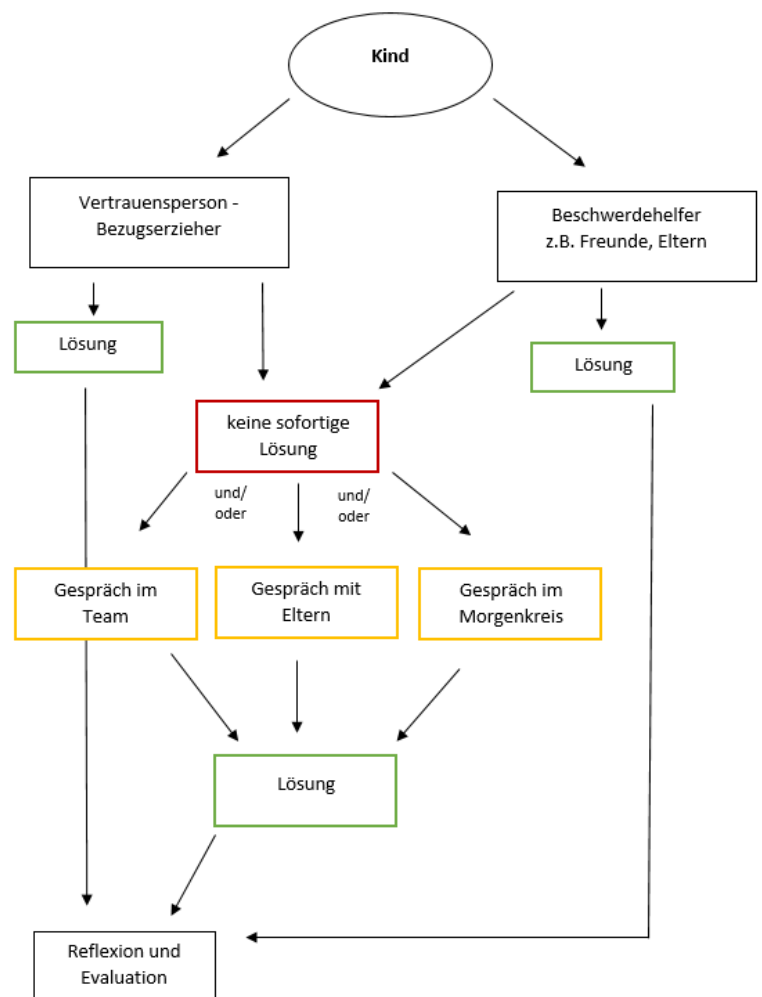 Kind
Vertrauensperson -
Bezugserzieher
Beschwerdehelfer
z.B. Freunde, Eltern
Lösung
Lösung
keine sofortige
Lösung
und/
oder
und/
oder
Gespräch im
Team
Gespräch mit
Eltern
Gespräch im
Morgenkreis
Lösung
Reflexion und
Evaluation